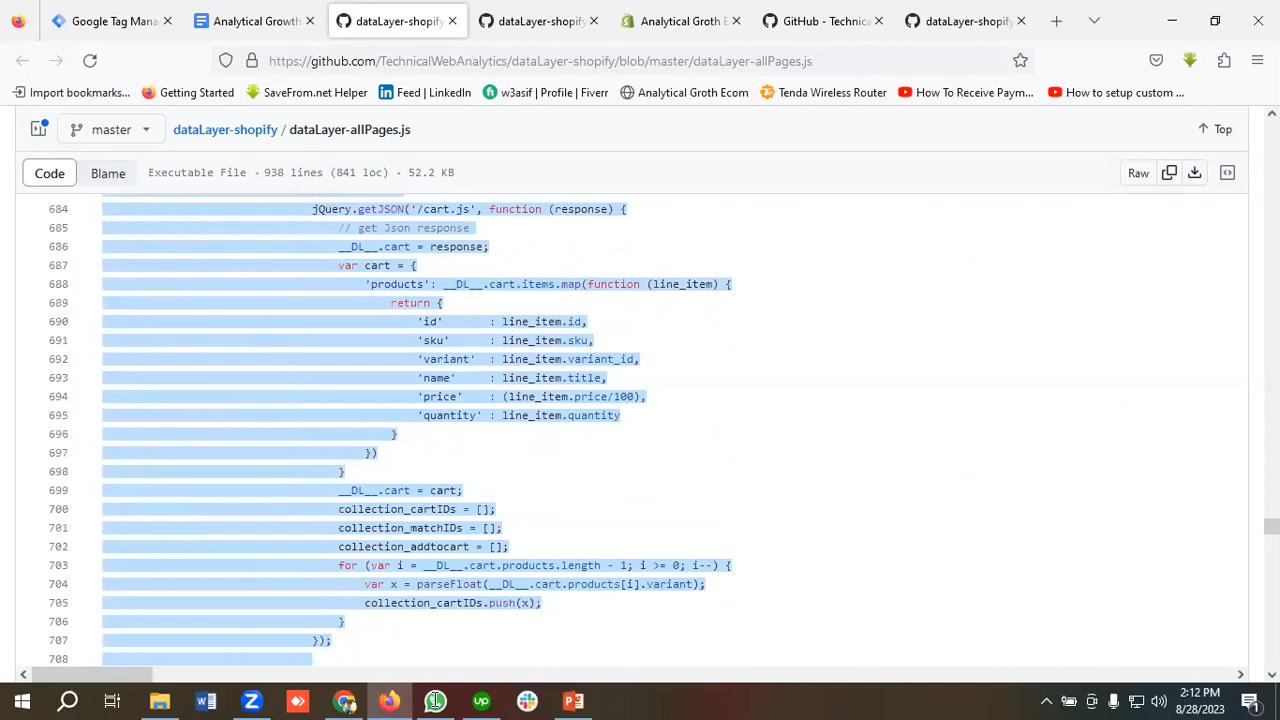 Google Tag Mana
Analytical Growth
dataLayer-shopify
dataLayer-shopify
Analytical Groth E
GitHub - Technica
dataLayer-shopify
https://github.com/TechnicalWebAnalytics/dataLayer-shopify/blob/master/dataLayer-allPages.js
Import bookmarks...
Getting Started
SaveFrom.net Helper
Feed | LinkedIn
w3asif | Profile | Fiverr
Analytical Groth Ecom
Tenda Wireless Router
How To Receive Paym...
How to setup custom ...
master
dataLayer-shopify / dataLayer-allPages.js
Top
Code
Blame
Executable File · 938 lines (841 loc) · 52.2 KB
Raw
684 jQuery.getJSON('/cart.js', function (response) {
685 // get Json response
686 __DL__.cart = response;
687 var cart = {
688 'products': __DL__.cart.items.map(function (line_item) {
689 return {
690 'id' : line_item.id,
691 'sku' : line_item.sku,
692 'variant' : line_item.variant_id,
693 'name' : line_item.title,
694 'price' : (line_item.price/100),
695 'quantity' : line_item.quantity
696 }
697 })
698 }
699 __DL__.cart = cart;
700 collection_cartIDs = [];
701 collection_matchIDs = [];
702 collection_addtocart = [];
703 for (var i = __DL__.cart.products.length - 1; i >= 0; i--) {
704 var x = parseFloat(__DL__.cart.products[i].variant);
705 collection_cartIDs.push(x);
706 }
707 });
708
2:12 PM
8/28/2023